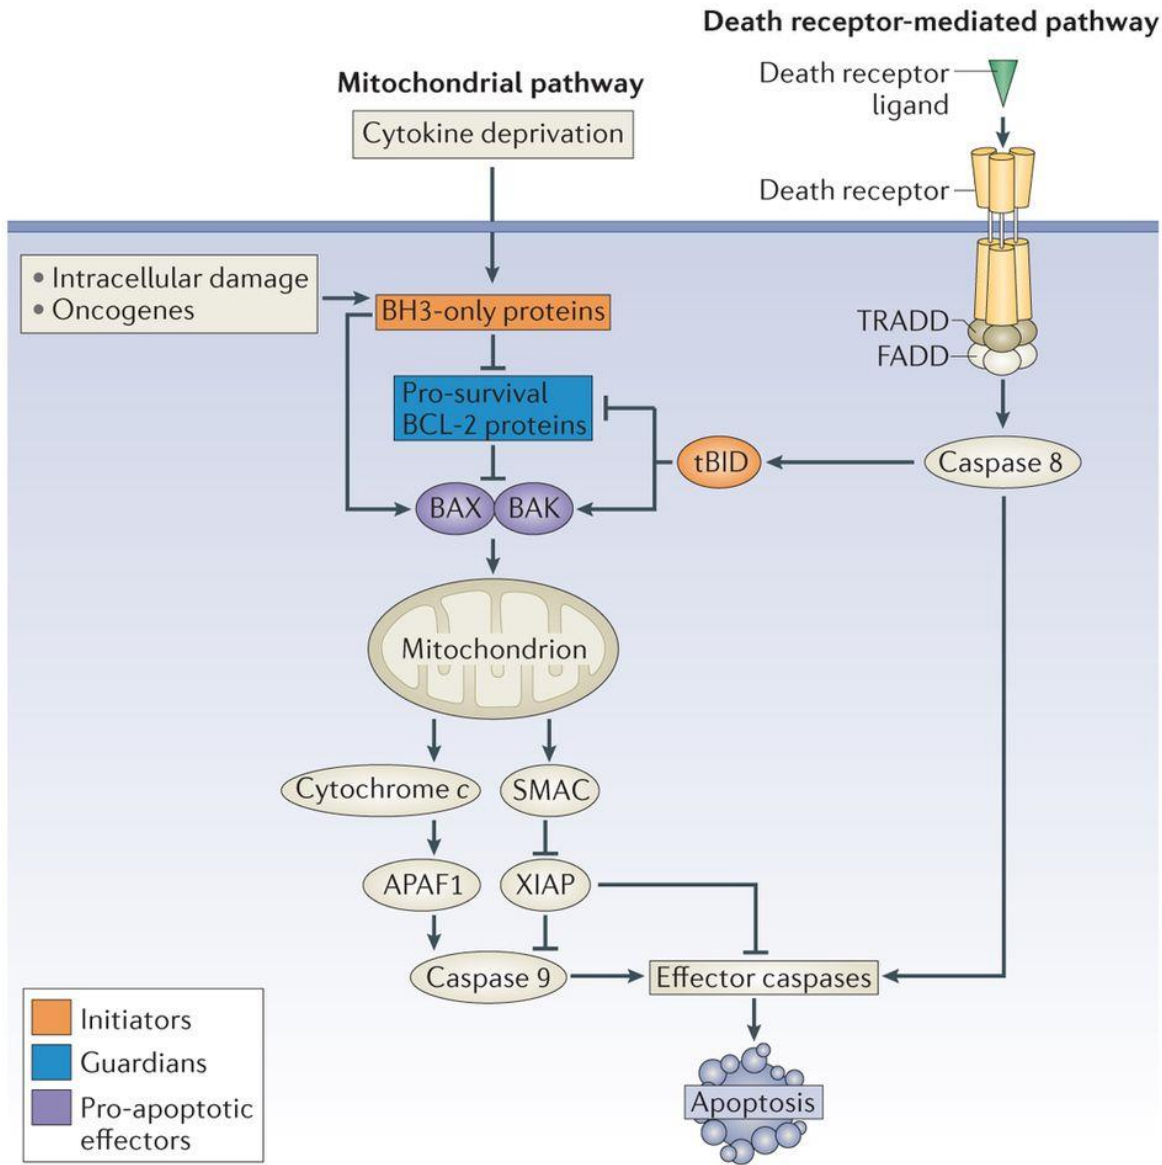 Death receptor-mediated pathway
Death receptor
ligand
Mitochondrial pathway
Cytokine deprivation
Death receptor
• Intracellular damage
• Oncogenes
BH3-only proteins
TRADD
FADD
Pro-survival
BCL-2 proteins
tBID
Caspase 8
BAX
BAK
Mitochondrion
Cytochrome c
SMAC
APAF1
XIAP
Caspase 9
Effector caspases
Initiators
Guardians
Pro-apoptotic
effectors
Apoptosis